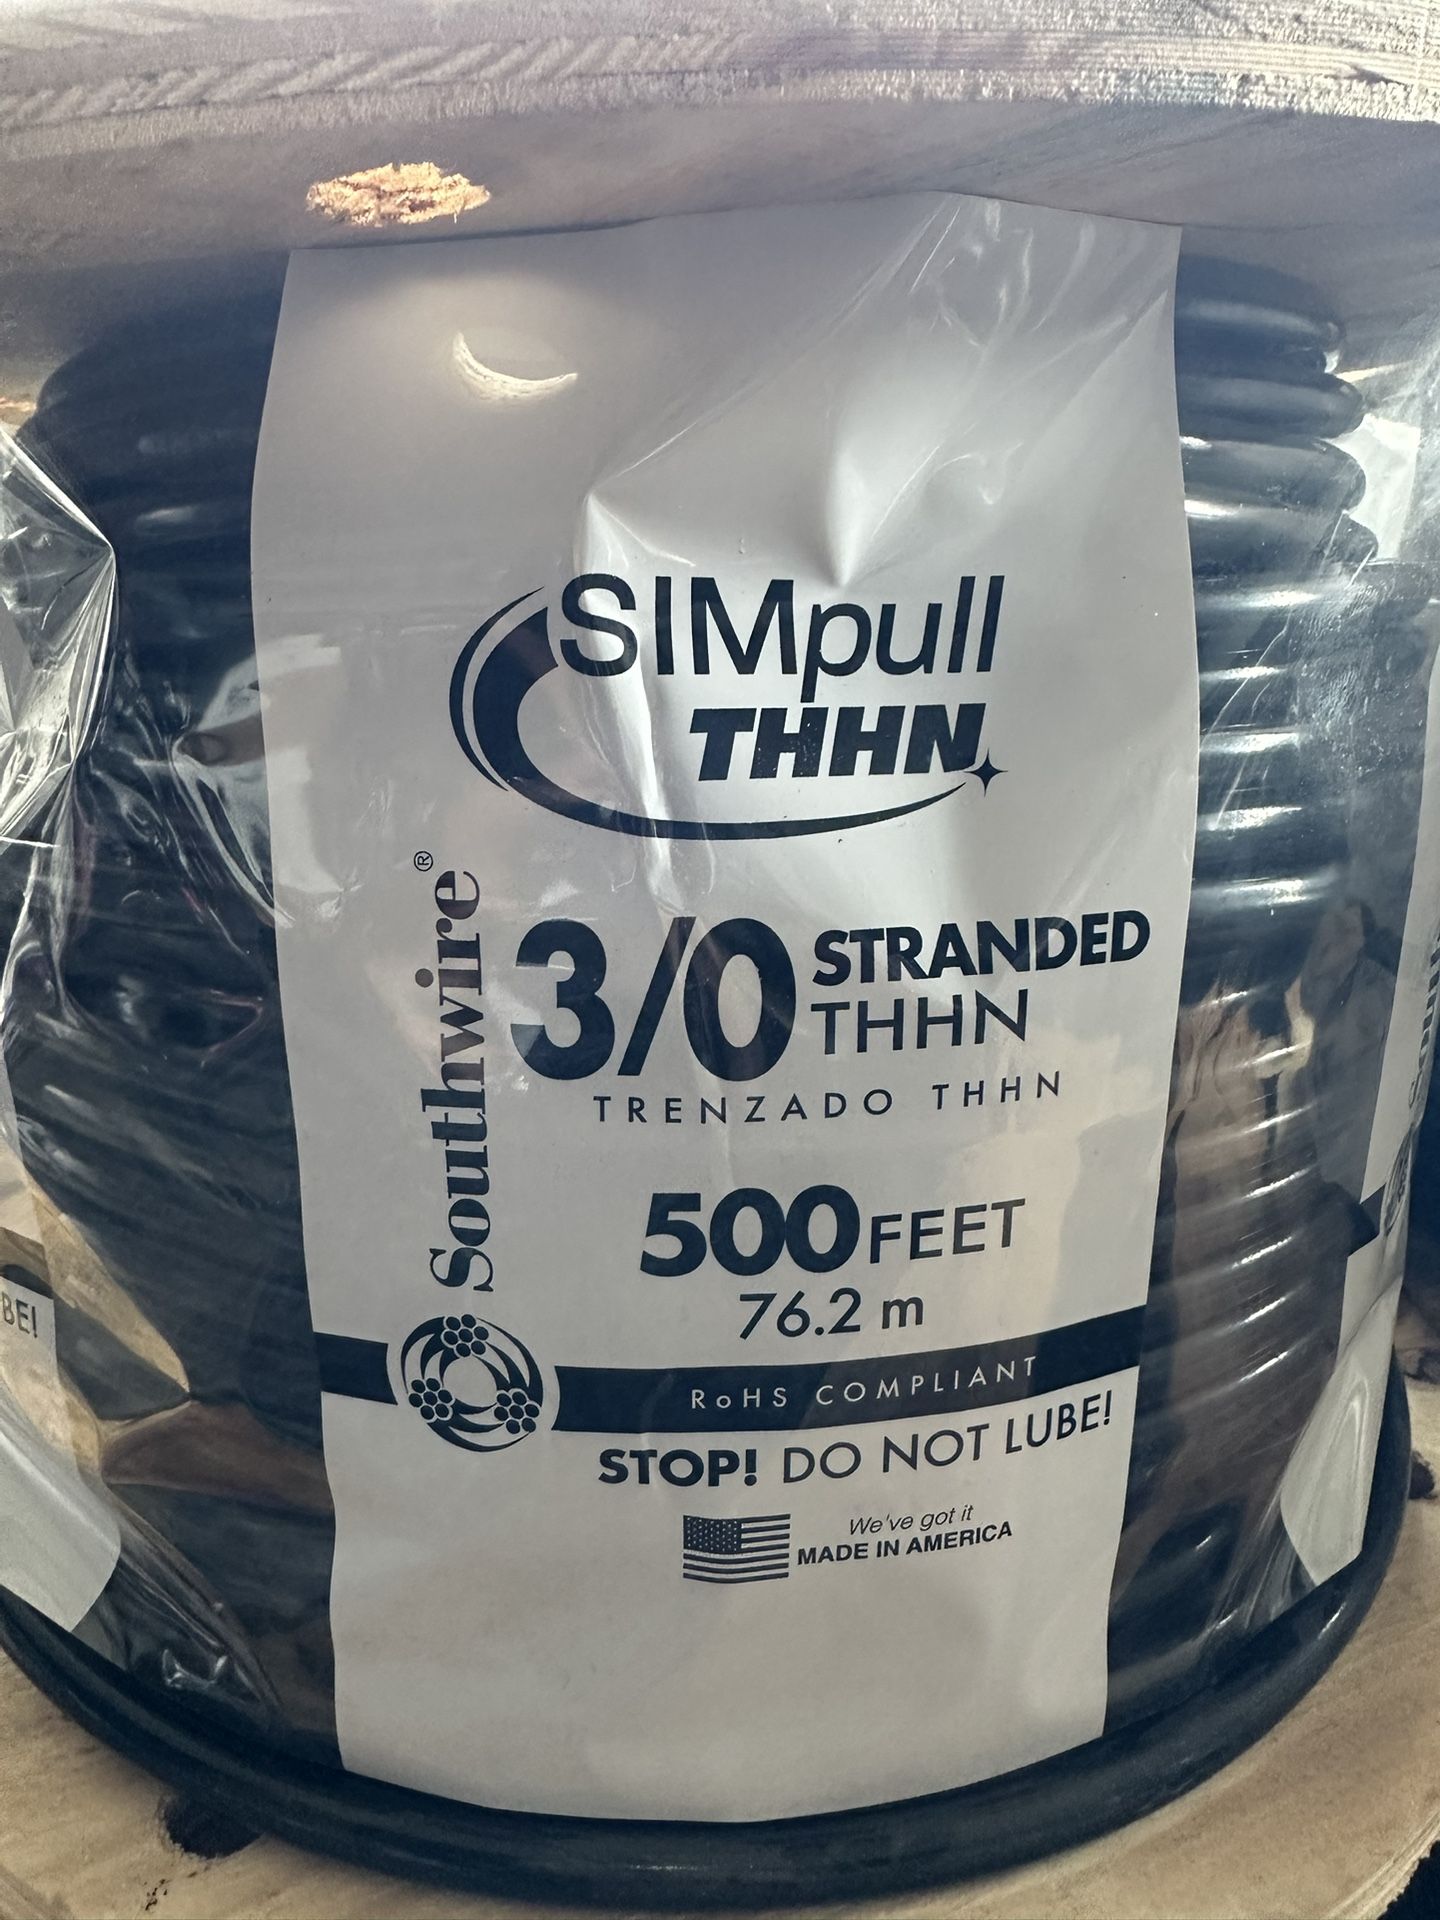 SIMpull
THHN
Southwire®
3/0 STRANDED
THHN
TRENZADO THHN
500 FEET
76.2 m
RoHS COMPLIANT
STOP! DO NOT LUBE!
We've got it
MADE IN AMERICA
BE!